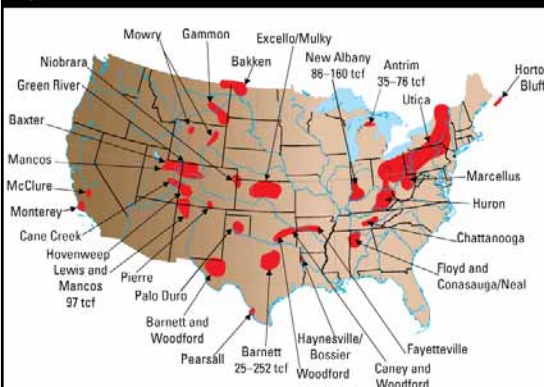 Mowry
Gammon
Excello/Mulky
Niobrara
Bakken
New Albany
86–160 tcf
Antrim
35–76 tcf
Horto
Bluff
Green River
Utica
Baxter
Mancos
McClure
Marcellus
Monterey
Huron
Cane Creek
Chattanooga
Hovenweep
Lewis and
Mancos
97 tcf
Pierre
Floyd and
Conasauga/Neal
Palo Duro
Barnett and
Woodford
Haynesville/
Bossier
Fayetteville
Pearsall
Barnett
25–252 tcf
Woodford
Caney and
Woodford